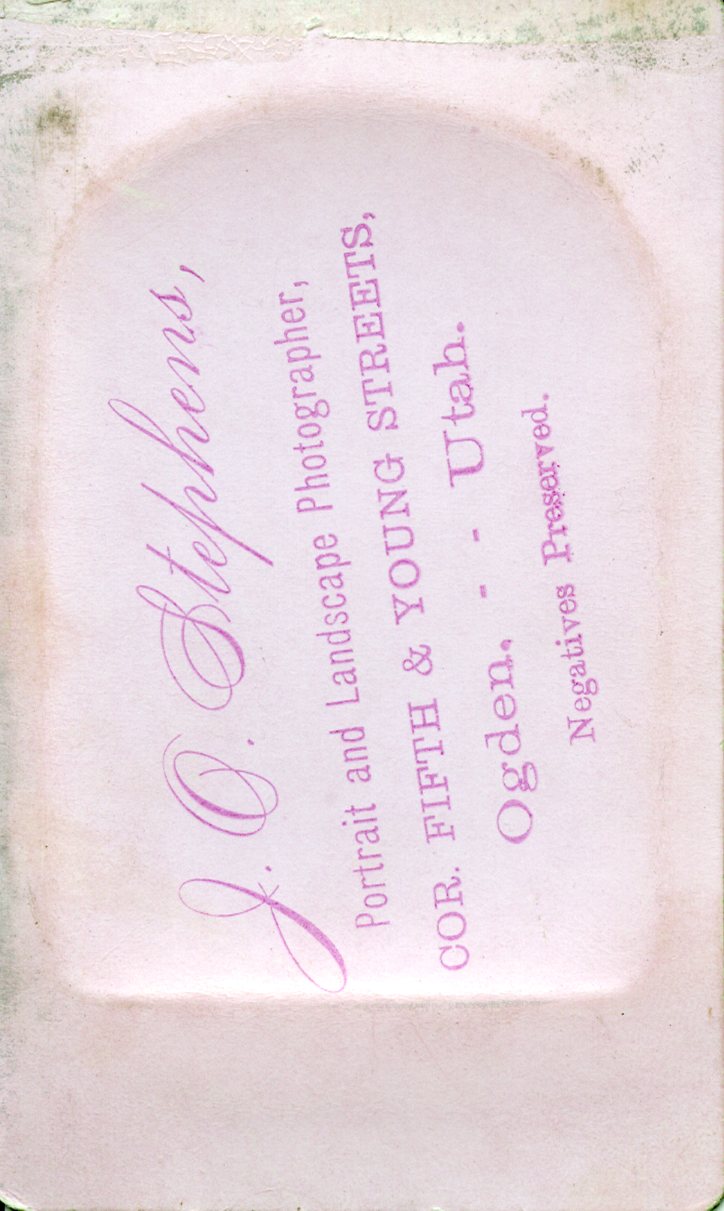 J. O. Stephens,
Portrait and Landscape Photographer,
COR. FIFTH & YOUNG STREETS,
Ogden, - - Utah.
Negatives Preserved.